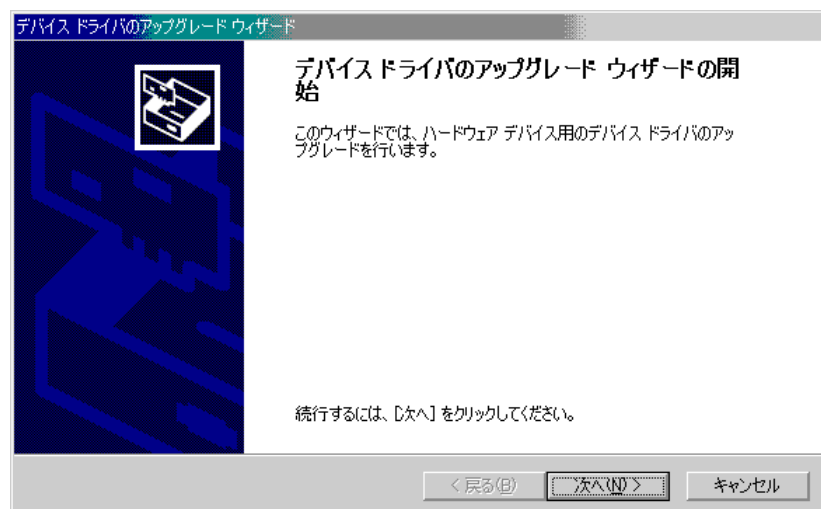 デバイス ドライバのアップグレード ウィザード
デバイス ドライバのアップグレード ウィザードの開
始
このウィザードでは、ハードウェア デバイス用のデバイス ドライバのアッ
プグレードを行います。
続行するには、[次へ] をクリックしてください。
< 戻る(B)
次へ(N) >
キャンセル